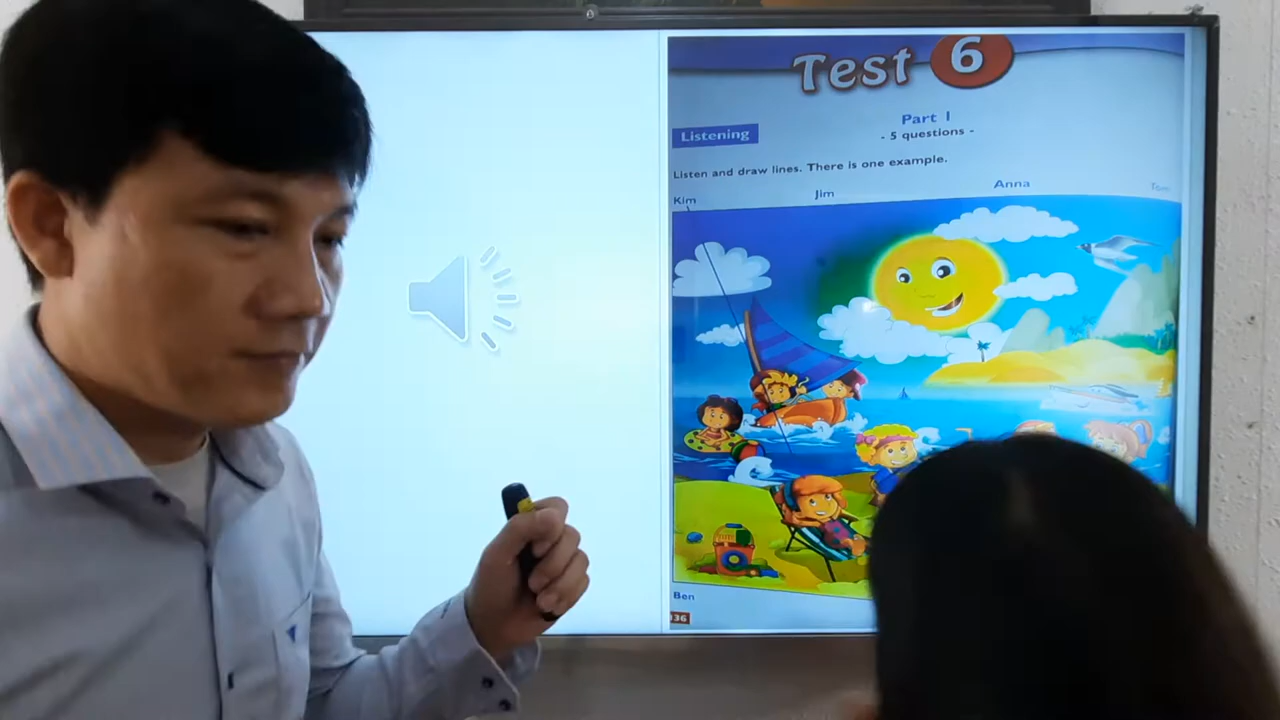 Test 6
Part 1
Listening
- 5 questions -
Listen and draw lines. There is one example.
Kim Jim Anna Tom
Ben
136